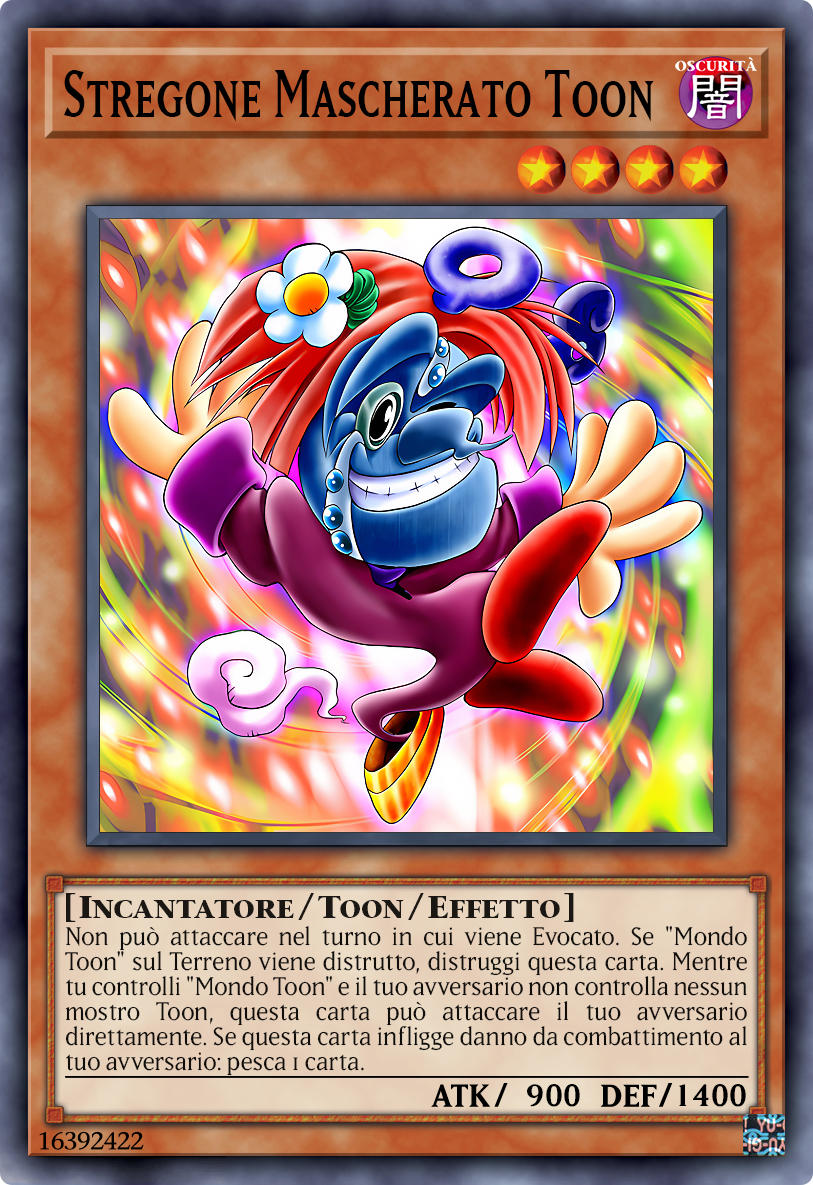 Stregone Mascherato Toon
OSCURITÀ
闇
[Incantatore/Toon/Effetto]
Non può attaccare nel turno in cui viene Evocato. Se "Mondo
Toon" sul Terreno viene distrutto, distruggi questa carta. Mentre
tu controlli "Mondo Toon" e il tuo avversario non controlla nessun
mostro Toon, questa carta può attaccare il tuo avversario
direttamente. Se questa carta infligge danno da combattimento al
tuo avversario: pesca 1 carta.
ATK/ 900 DEF/1400
16392422